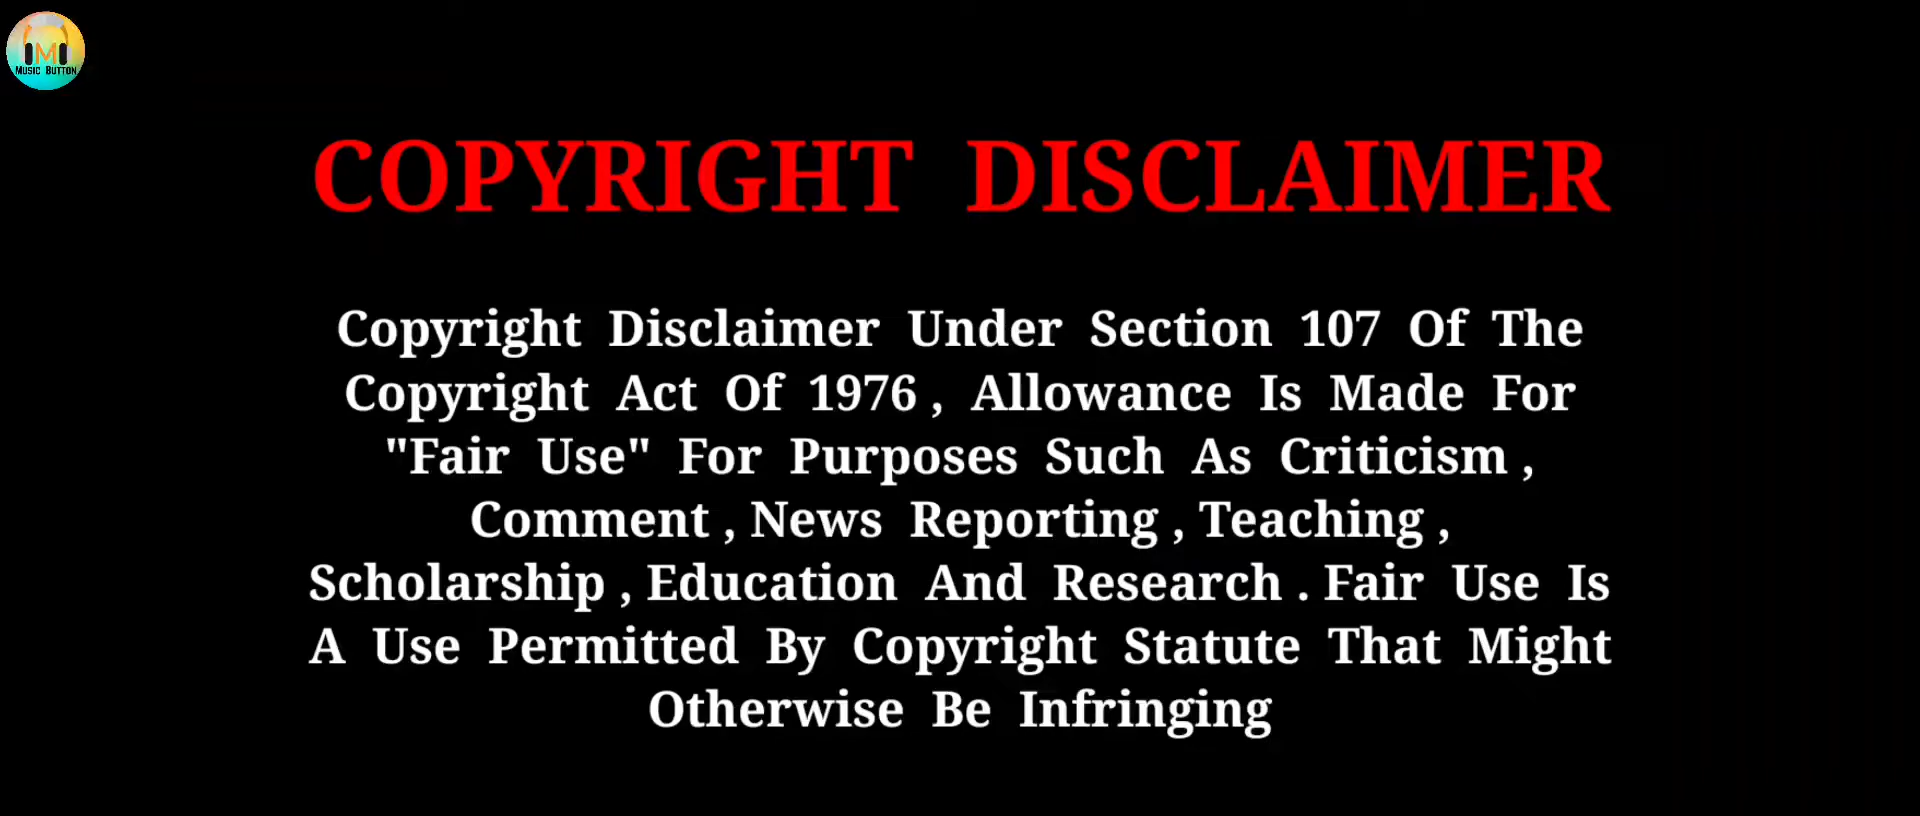 M
Music Button
COPYRIGHT DISCLAIMER
Copyright Disclaimer Under Section 107 Of The
Copyright Act Of 1976 , Allowance Is Made For
"Fair Use" For Purposes Such As Criticism ,
Comment , News Reporting , Teaching ,
Scholarship , Education And Research . Fair Use Is
A Use Permitted By Copyright Statute That Might
Otherwise Be Infringing